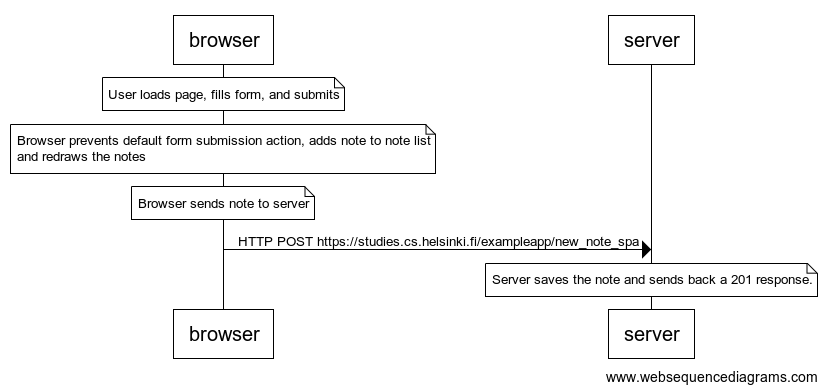 browser
server
User loads page, fills form, and submits
Browser prevents default form submission action, adds note to note list
and redraws the notes
Browser sends note to server
HTTP POST https://studies.cs.helsinki.fi/exampleapp/new_note_spa
Server saves the note and sends back a 201 response.
browser
server
www.websequencediagrams.com